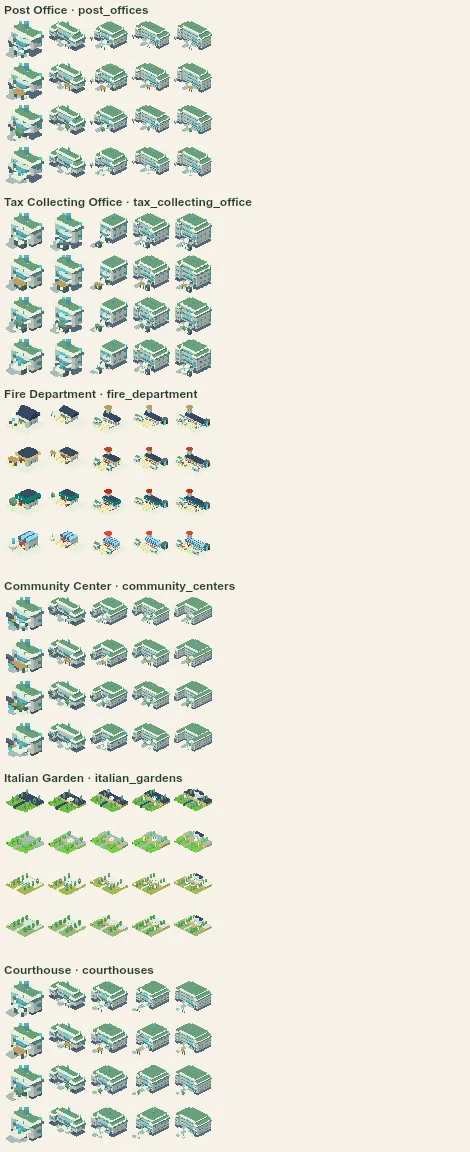 Post Office · post_offices
Tax Collecting Office · tax_collecting_office
Fire Department · fire_department
Community Center · community_centers
Italian Garden · italian_gardens
Courthouse · courthouses